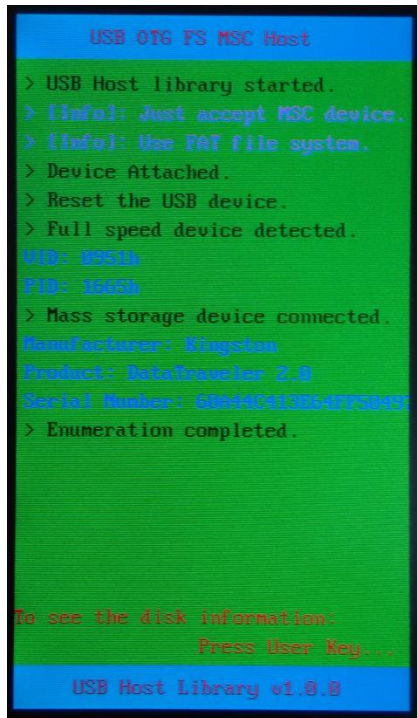 USB OTG FS MSC Host
> USB Host library started.
> [Info]: Just accept MSC device.
> [Info]: Use FAT file system.
> Device Attached.
> Reset the USB device.
> Full speed device detected.
VID: 0951h
PID: 1665h
> Mass storage device connected.
Manufacturer: Kingston
Product: DataTraveler 2.0
Serial Number:
> Enumeration completed.
To see the disk information:
Press User Key...
USB Host Library v1.0.0